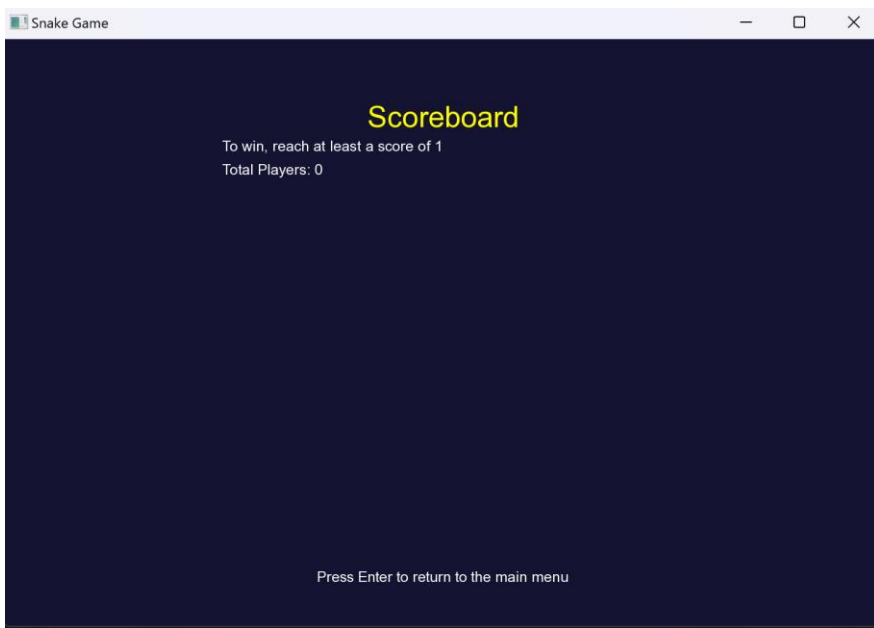 Snake Game
Scoreboard
To win, reach at least a score of 1
Total Players: 0
Press Enter to return to the main menu